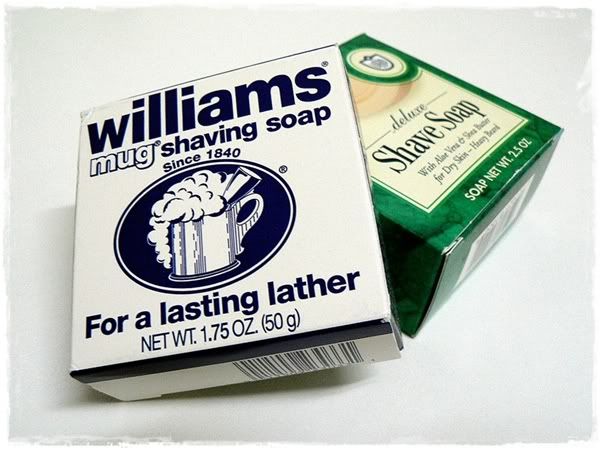 williams®
mug® shaving soap
Since 1840
®
For a lasting lather
NET WT. 1.75 OZ. (50 g)
deluxe
Shave Soap
With Aloe Vera & Shea Butter
for Dry Skin – Heavy Beard
SOAP NET WT. 2.5 OZ